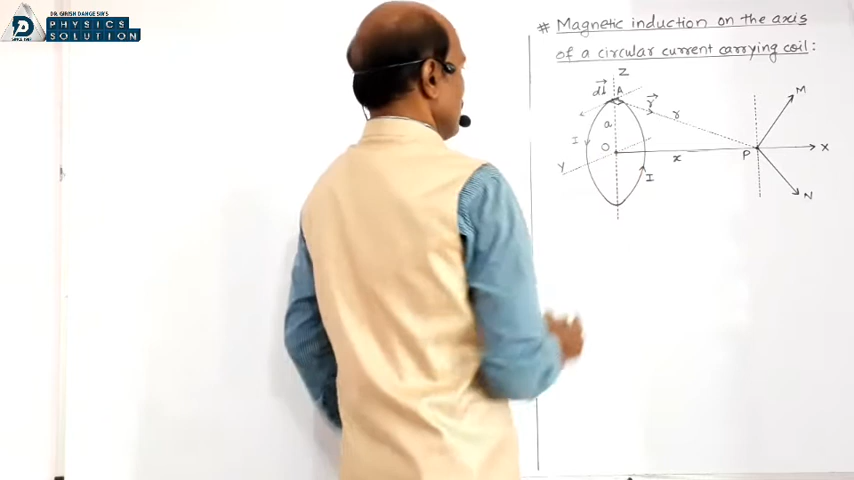 DR. GIRISH DANGE SIR'S
PHYSICS
SOLUTION
# Magnetic induction on the axis
of a circular current carrying coil :
Z
dl A r
r
M
a
I
O
Y
x
P
X
I
N